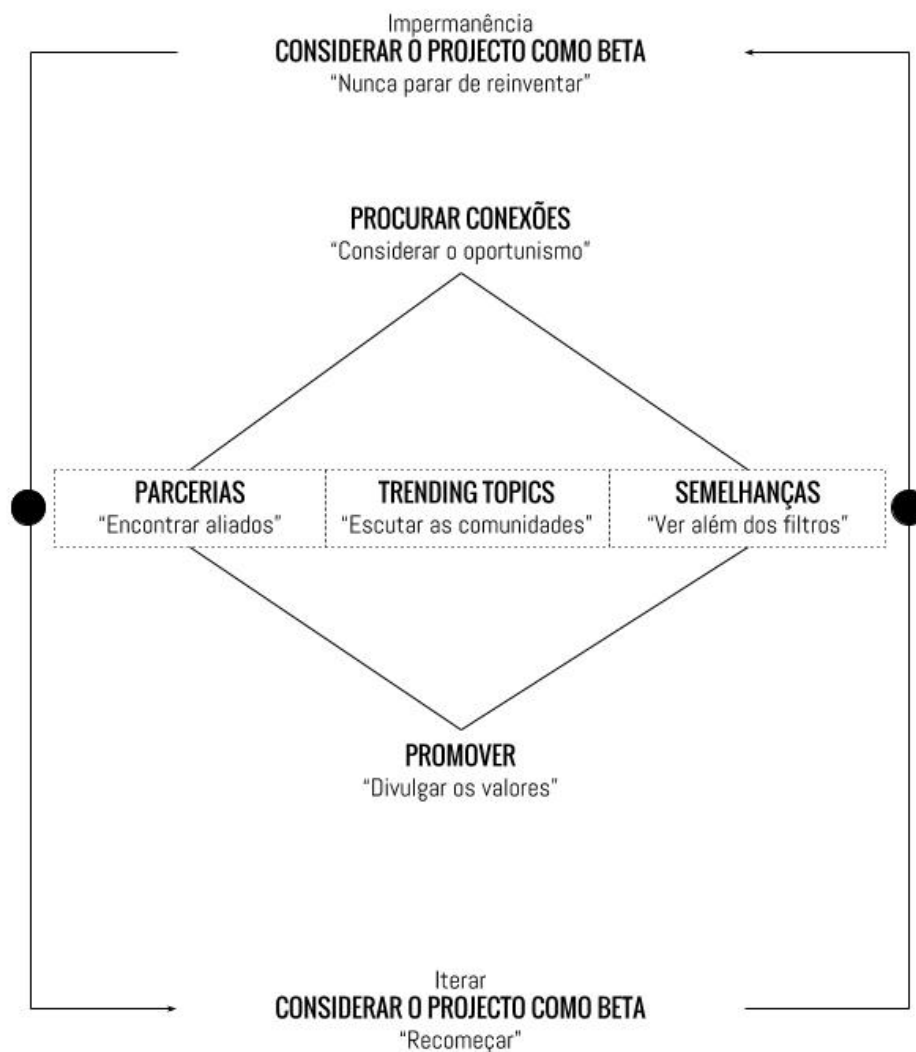 Impermanência
CONSIDERAR O PROJECTO COMO BETA
“Nunca parar de reinventar”
PROCURAR CONEXÕES
“Considerar o oportunismo”
PARCERIAS
“Encontrar aliados”
TRENDING TOPICS
“Escutar as comunidades”
SEMELHANÇAS
“Ver além dos filtros”
PROMOVER
“Divulgar os valores”
Iterar
CONSIDERAR O PROJECTO COMO BETA
“Recomeçar”